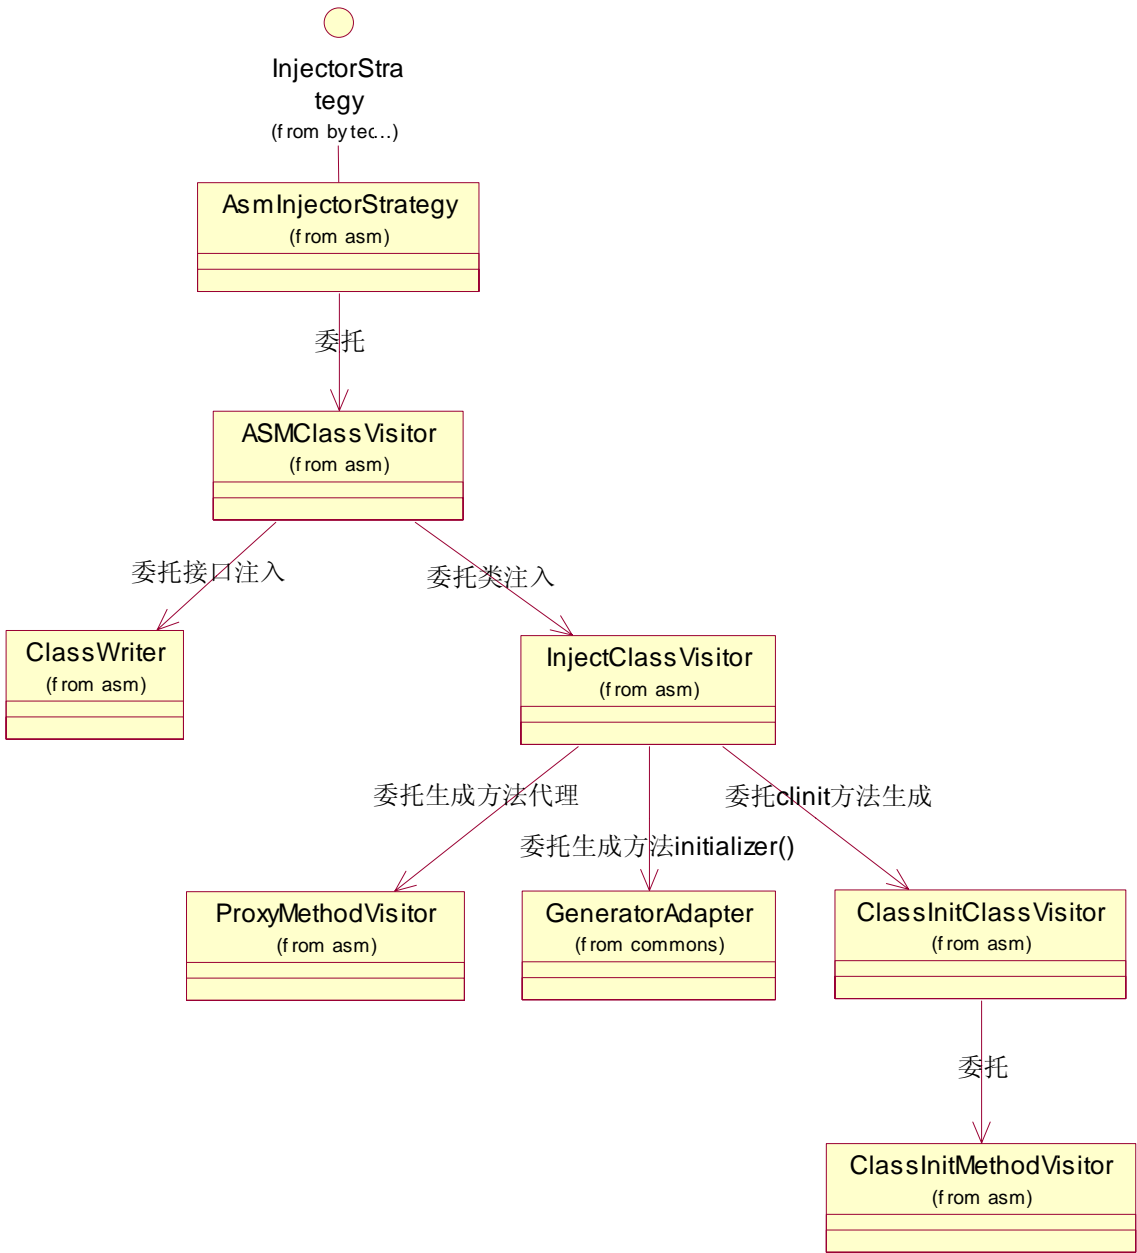 InjectorStra
tegy
(from bytec...)
AsmInjectorStrategy
(from asm)
委托
ASMClassVisitor
(from asm)
委托接口注入
委托类注入
ClassWriter
(from asm)
InjectClassVisitor
(from asm)
委托生成方法代理
委托clinit方法生成
委托生成方法initializer()
ProxyMethodVisitor
(from asm)
GeneratorAdapter
(from commons)
ClassInitClassVisitor
(from asm)
委托
ClassInitMethodVisitor
(from asm)